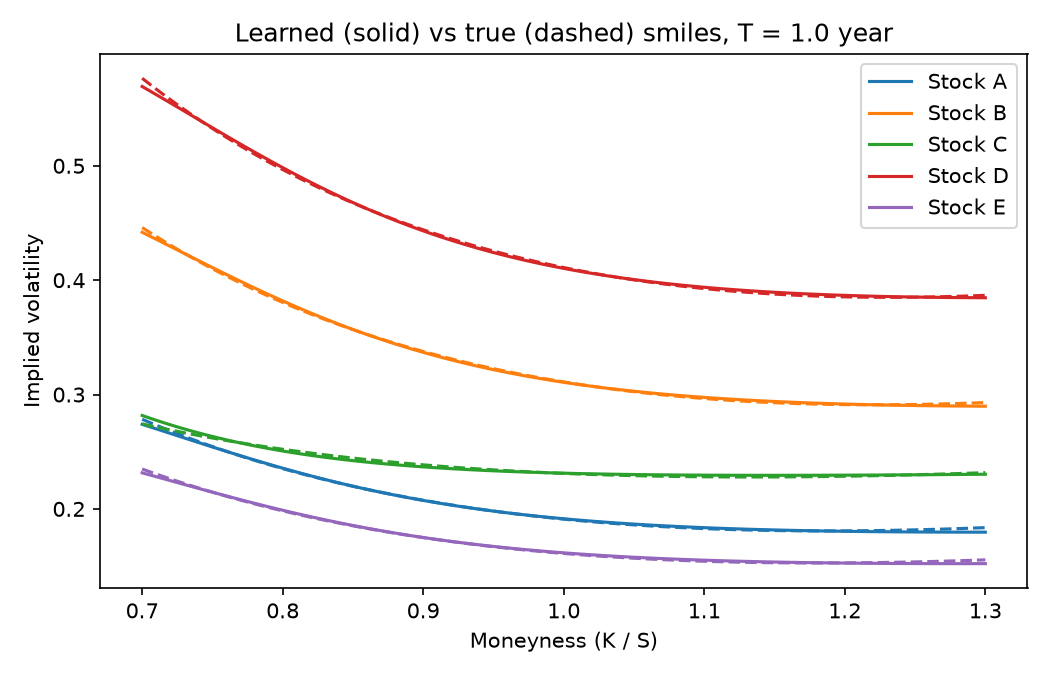 Learned (solid) vs true (dashed) smiles, T = 1.0 year
Stock A
Stock B
Stock C
Stock D
Stock E
Implied volatility
0.5
0.4
0.3
0.2
0.7 0.8 0.9 1.0 1.1 1.2 1.3
Moneyness (K / S)